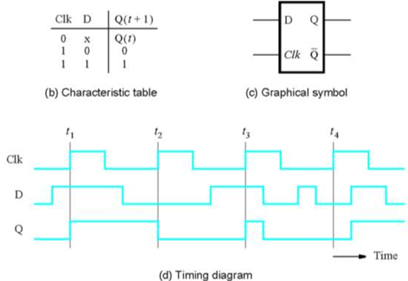 Clk D Q(t + 1)
0 x Q(t)
1 0 0
1 1 1
D Q
Clk Q̅
(b) Characteristic table
(c) Graphical symbol
t1 t2 t3 t4
Clk
D
Q
Time
(d) Timing diagram